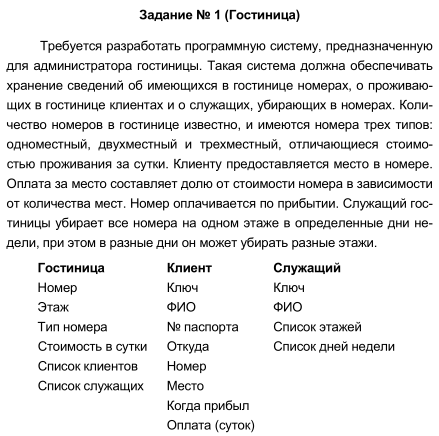 Задание № 1 (Гостиница)
Требуется разработать программную систему, предназначенную
для администратора гостиницы. Такая система должна обеспечивать
хранение сведений об имеющихся в гостинице номерах, о проживаю-
щих в гостинице клиентах и о служащих, убирающих в номерах. Коли-
чество номеров в гостинице известно, и имеются номера трех типов:
одноместный, двухместный и трехместный, отличающиеся стоимо-
стью проживания за сутки. Клиенту предоставляется место в номере.
Оплата за место составляет долю от стоимости номера в зависимости
от количества мест. Номер оплачивается по прибытии. Служащий гос-
тиницы убирает все номера на одном этаже в определенные дни не-
дели, при этом в разные дни он может убирать разные этажи.
Гостиница Клиент Служащий
Номер Ключ Ключ
Этаж ФИО ФИО
Тип номера № паспорта Список этажей
Стоимость в сутки Откуда Список дней недели
Список клиентов Номер
Список служащих Место
Когда прибыл
Оплата (суток)